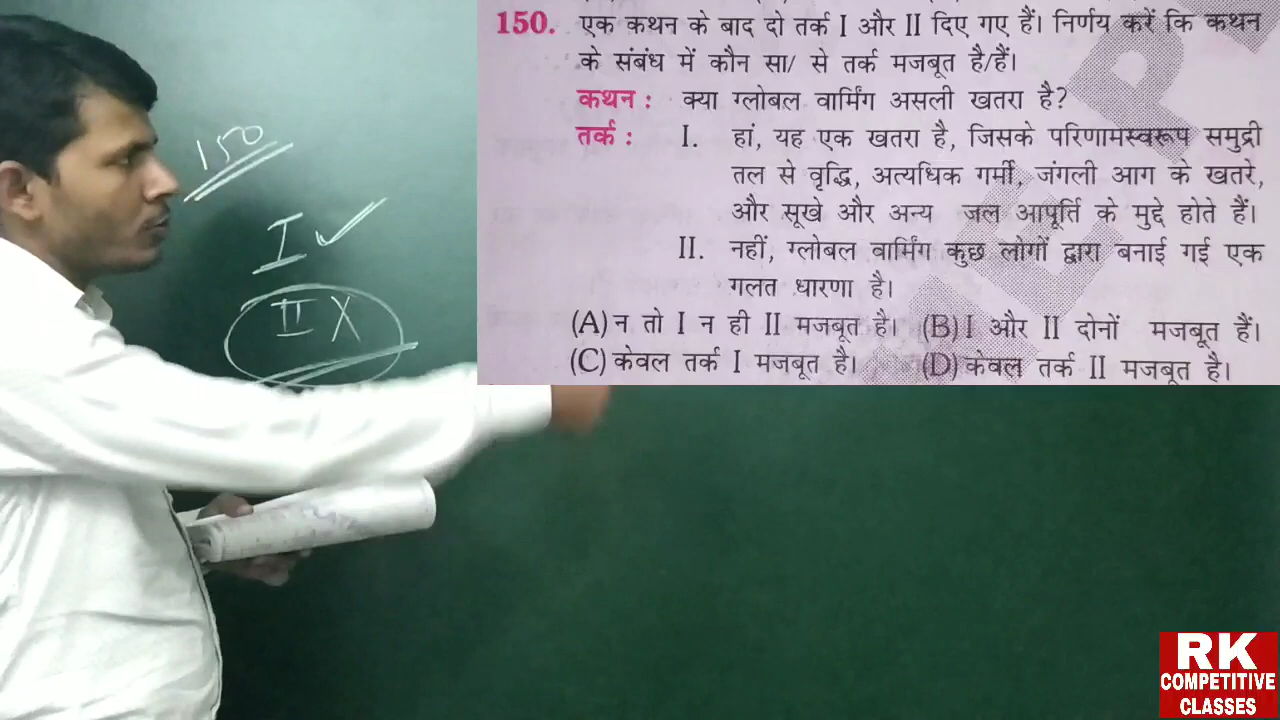 150. एक कथन के बाद दो तर्क I और II दिए गए हैं। निर्णय करें कि कथन
के संबंध में कौन सा/ से तर्क मजबूत है/हैं।
कथन : क्या ग्लोबल वार्मिंग असली खतरा है?
तर्क : I. हां, यह एक खतरा है, जिसके परिणामस्वरूप समुद्री
तल से वृद्धि, अत्यधिक गर्मी, जंगली आग के खतरे,
और सूखे और अन्य जल आपूर्ति के मुद्दे होते हैं।
II. नहीं, ग्लोबल वार्मिंग कुछ लोगों द्वारा बनाई गई एक
गलत धारणा है।
(A) न तो I न ही II मजबूत है। (B) I और II दोनों मजबूत हैं।
(C) केवल तर्क I मजबूत है। (D) केवल तर्क II मजबूत है।
150
I ✓
II X
RK
COMPETITIVE
CLASSES